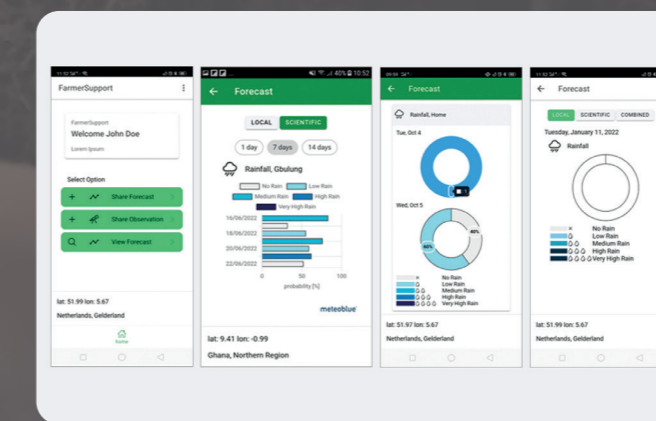 FarmerSupport
FarmerSupport
Welcome John Doe
Lorem Ipsum
Select Option
Share Forecast
Share Observation
View Forecast
lat: 51.99 lon: 5.67
Netherlands, Gelderland
home
40% 10:52
Forecast
LOCAL SCIENTIFIC
1 day 7 days 14 days
Rainfall, Gbulung
No Rain Low Rain
Medium Rain High Rain
Very High Rain
16/06/2022
18/06/2022
20/06/2022
22/06/2022
0 50 100
probability [%]
meteoblue
lat: 9.41 lon: -0.99
Ghana, Northern Region
Forecast
Rainfall, Home
Tue, Oct 4
Wed, Oct 5
40%
60%
No Rain
Low Rain
Medium Rain
High Rain
Very High Rain
lat: 51.97 lon: 5.67
Netherlands, Gelderland
Forecast
LOCAL SCIENTIFIC COMBINED
Tuesday, January 11, 2022
Rainfall
No Rain
Low Rain
Medium Rain
High Rain
Very High Rain
lat: 51.99 lon: 5.67
Netherlands, Gelderland